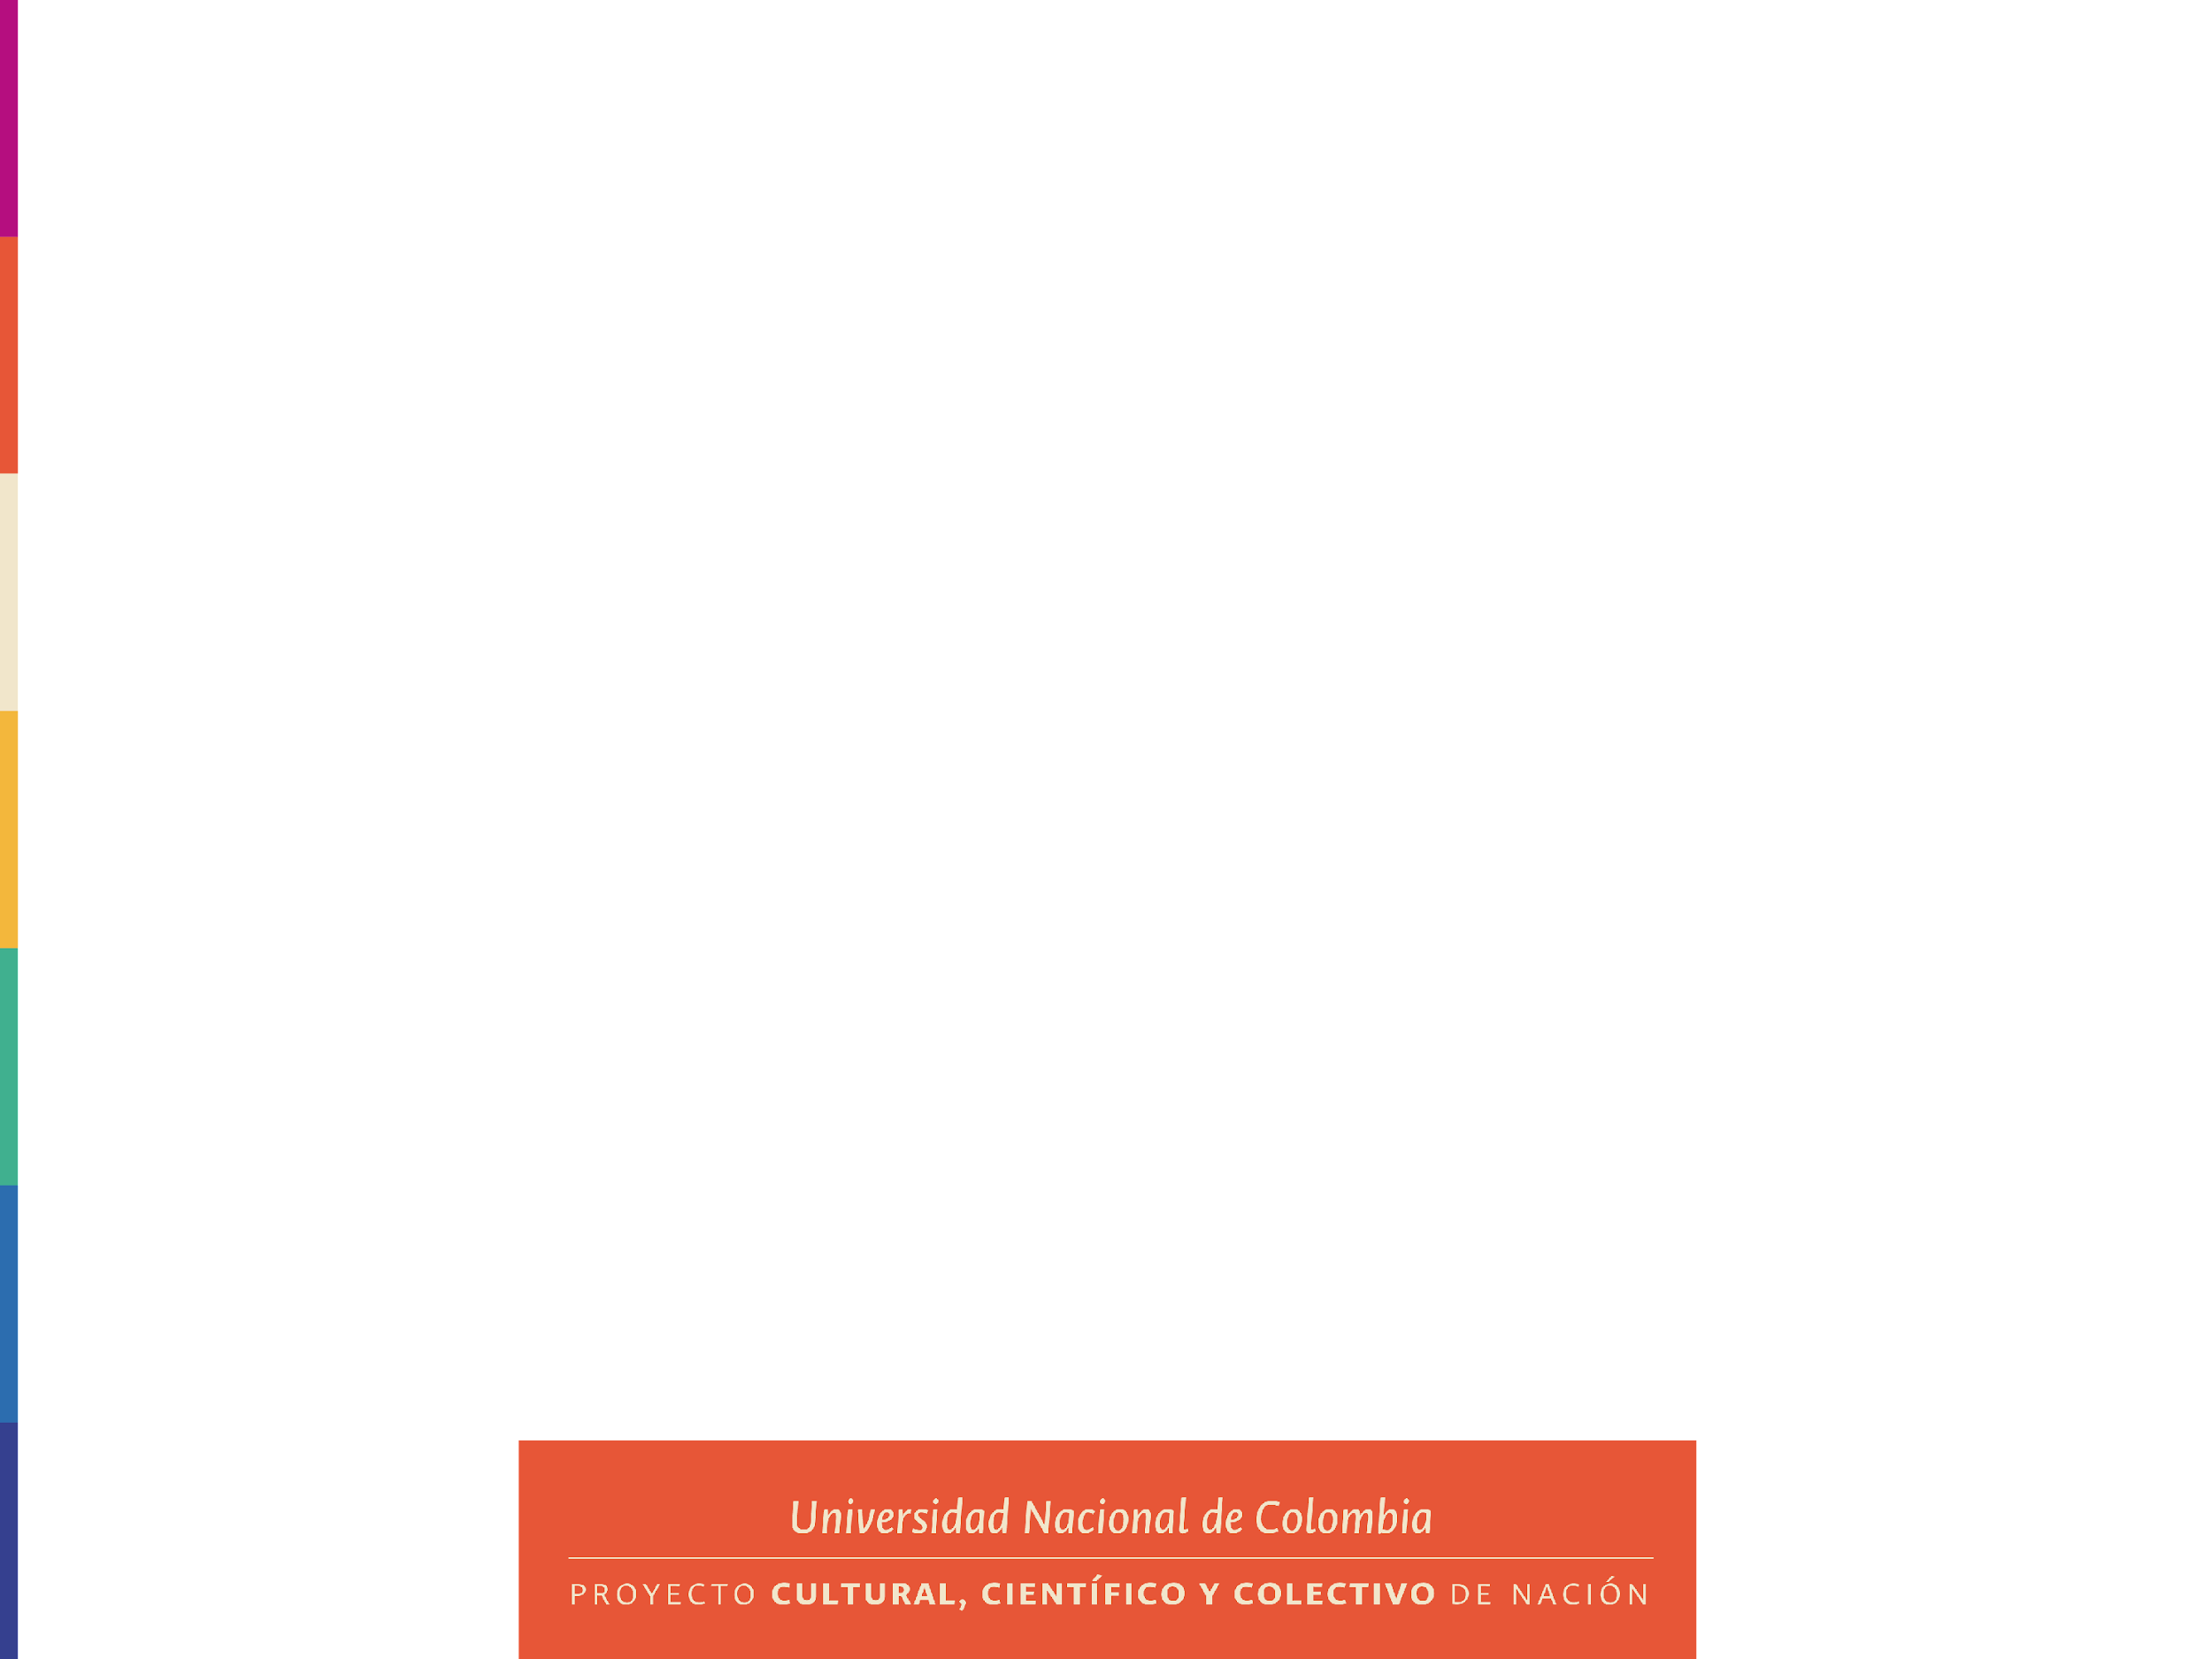 Universidad Nacional de Colombia
PROYECTO CULTURAL, CIENTÍFICO Y COLECTIVO DE NACIÓN